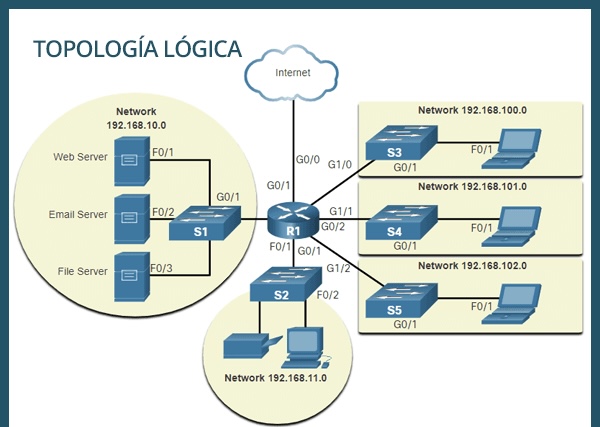 TOPOLOGÍA LÓGICA
Internet
Network
192.168.10.0
Web Server
F0/1
Email Server
F0/2
File Server
F0/3
G0/1
S1
G0/0
G0/1
R1
G1/0
G1/1
G0/2
F0/1
G0/1
G1/2
S2
F0/2
Network 192.168.11.0
Network 192.168.100.0
S3
G0/1
F0/1
Network 192.168.101.0
S4
G0/1
F0/1
Network 192.168.102.0
S5
G0/1
F0/1